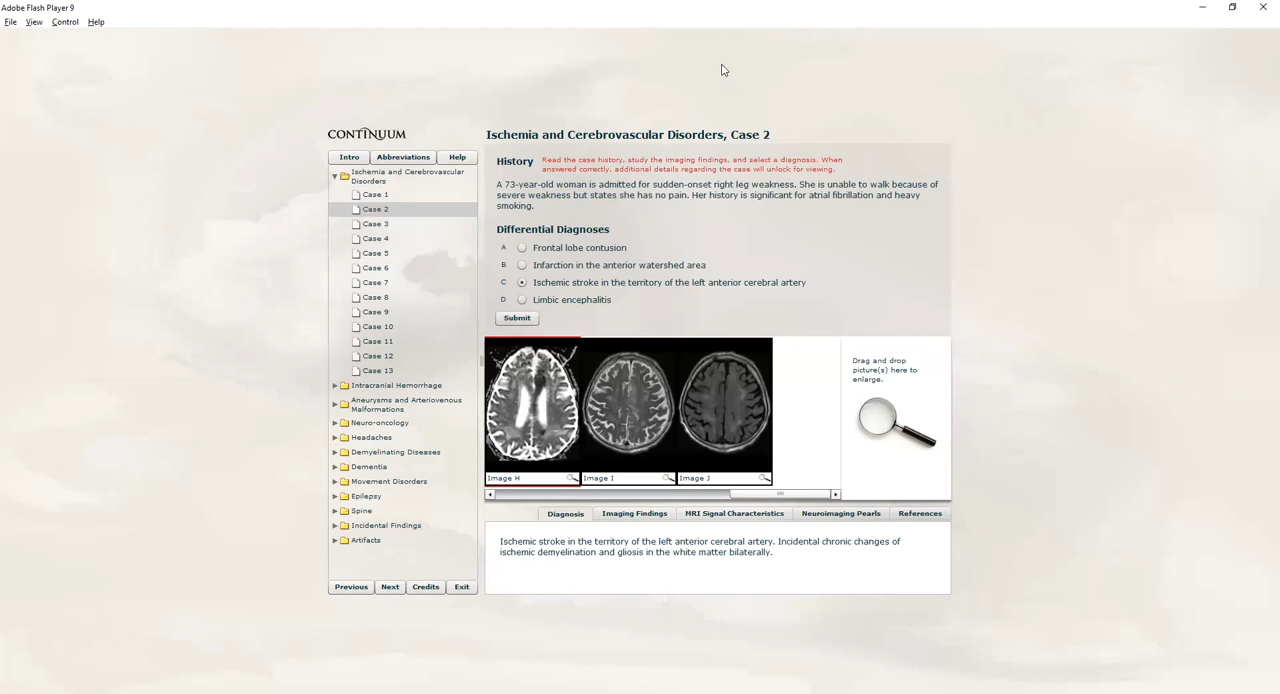 Adobe Flash Player 9
File View Control Help
CONTINUUM
Intro Abbreviations Help
Ischemia and Cerebrovascular
Disorders
Case 1
Case 2
Case 3
Case 4
Case 5
Case 6
Case 7
Case 8
Case 9
Case 10
Case 11
Case 12
Case 13
Intracranial Hemorrhage
Aneurysms and Arteriovenous
Malformations
Neuro-oncology
Headaches
Demyelinating Diseases
Dementia
Movement Disorders
Epilepsy
Spine
Incidental Findings
Artifacts
Previous Next Credits Exit
Ischemia and Cerebrovascular Disorders, Case 2
History
Read the case history, study the imaging findings, and select a diagnosis. When
answered correctly, additional details regarding the case will unlock for viewing.
A 73-year-old woman is admitted for sudden-onset right leg weakness. She is unable to walk because of
severe weakness but states she has no pain. Her history is significant for atrial fibrillation and heavy
smoking.
Differential Diagnoses
A Frontal lobe contusion
B Infarction in the anterior watershed area
C Ischemic stroke in the territory of the left anterior cerebral artery
D Limbic encephalitis
Submit
Image H Image I Image J
Drag and drop
picture(s) here to
enlarge.
Diagnosis Imaging Findings MRI Signal Characteristics Neuroimaging Pearls References
Ischemic stroke in the territory of the left anterior cerebral artery. Incidental chronic changes of
ischemic demyelination and gliosis in the white matter bilaterally.